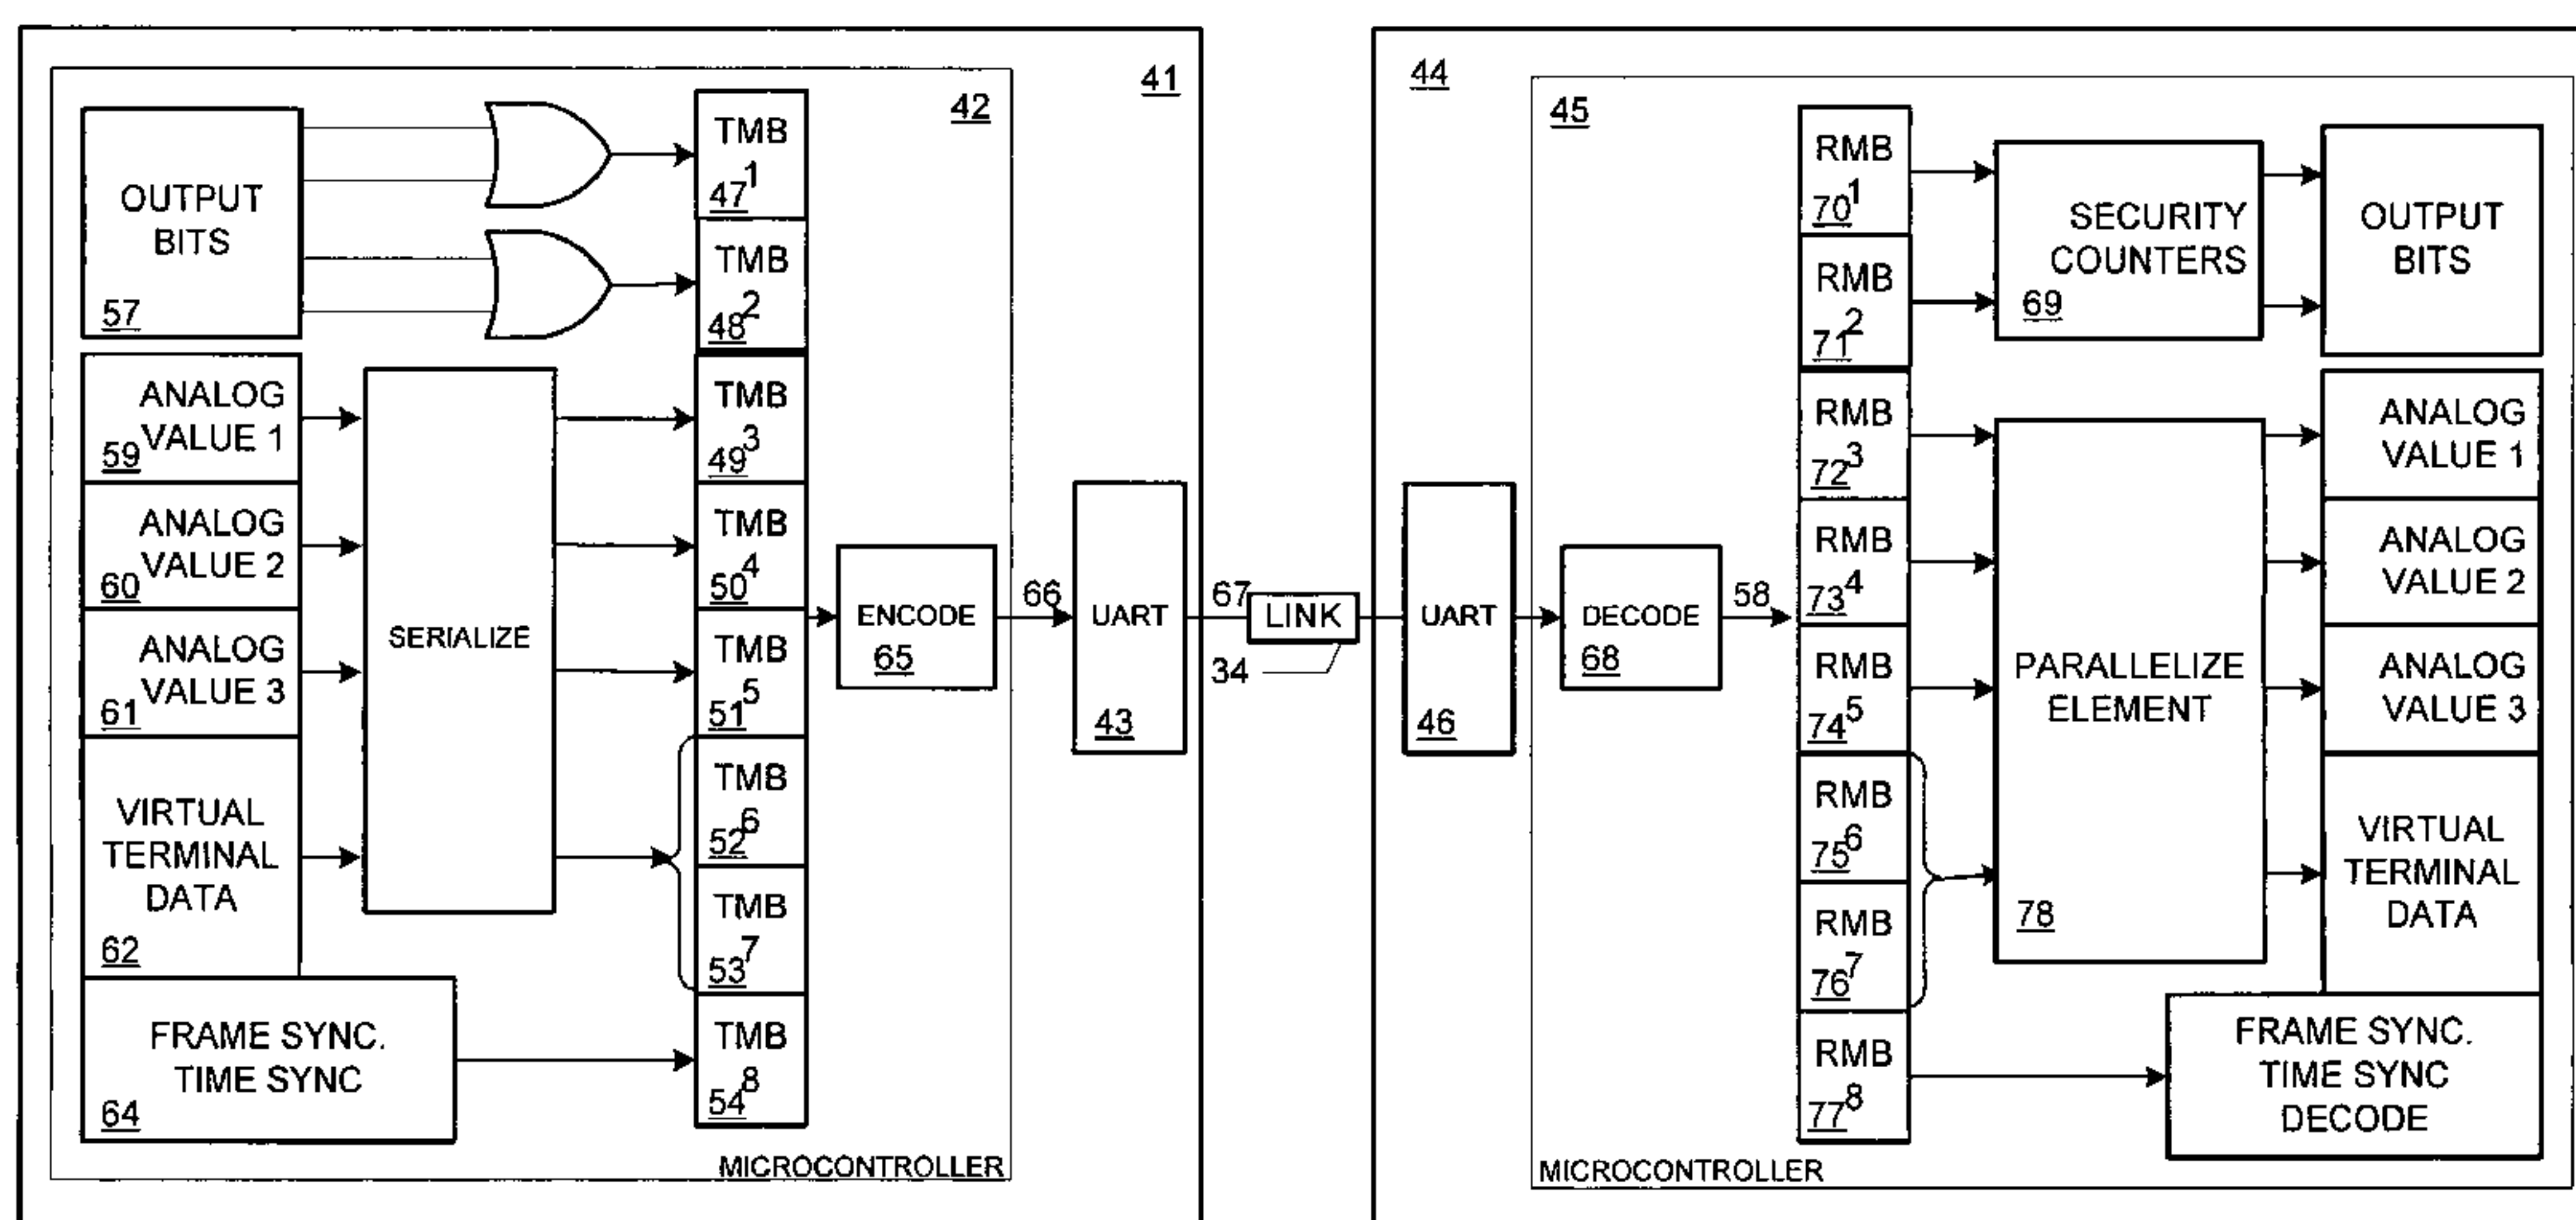 41
42
OUTPUT
BITS
57
TMB
1
47
TMB
2
48
ANALOG
VALUE 1
59
TMB
3
49
ANALOG
VALUE 2
60
TMB
4
50
ANALOG
VALUE 3
61
SERIALIZE
TMB
5
51
VIRTUAL
TERMINAL
DATA
62
TMB
6
52
TMB
7
53
FRAME SYNC.
TIME SYNC
64
TMB
8
54
MICROCONTROLLER
ENCODE
65
66
UART
43
67
LINK
34
44
UART
46
45
DECODE
68
58
RMB
1
70
RMB
2
71
SECURITY
COUNTERS
69
OUTPUT
BITS
RMB
3
72
ANALOG
VALUE 1
RMB
4
73
ANALOG
VALUE 2
RMB
5
74
PARALLELIZE
ELEMENT
78
ANALOG
VALUE 3
RMB
6
75
RMB
7
76
VIRTUAL
TERMINAL
DATA
RMB
8
77
FRAME SYNC.
TIME SYNC
DECODE
MICROCONTROLLER